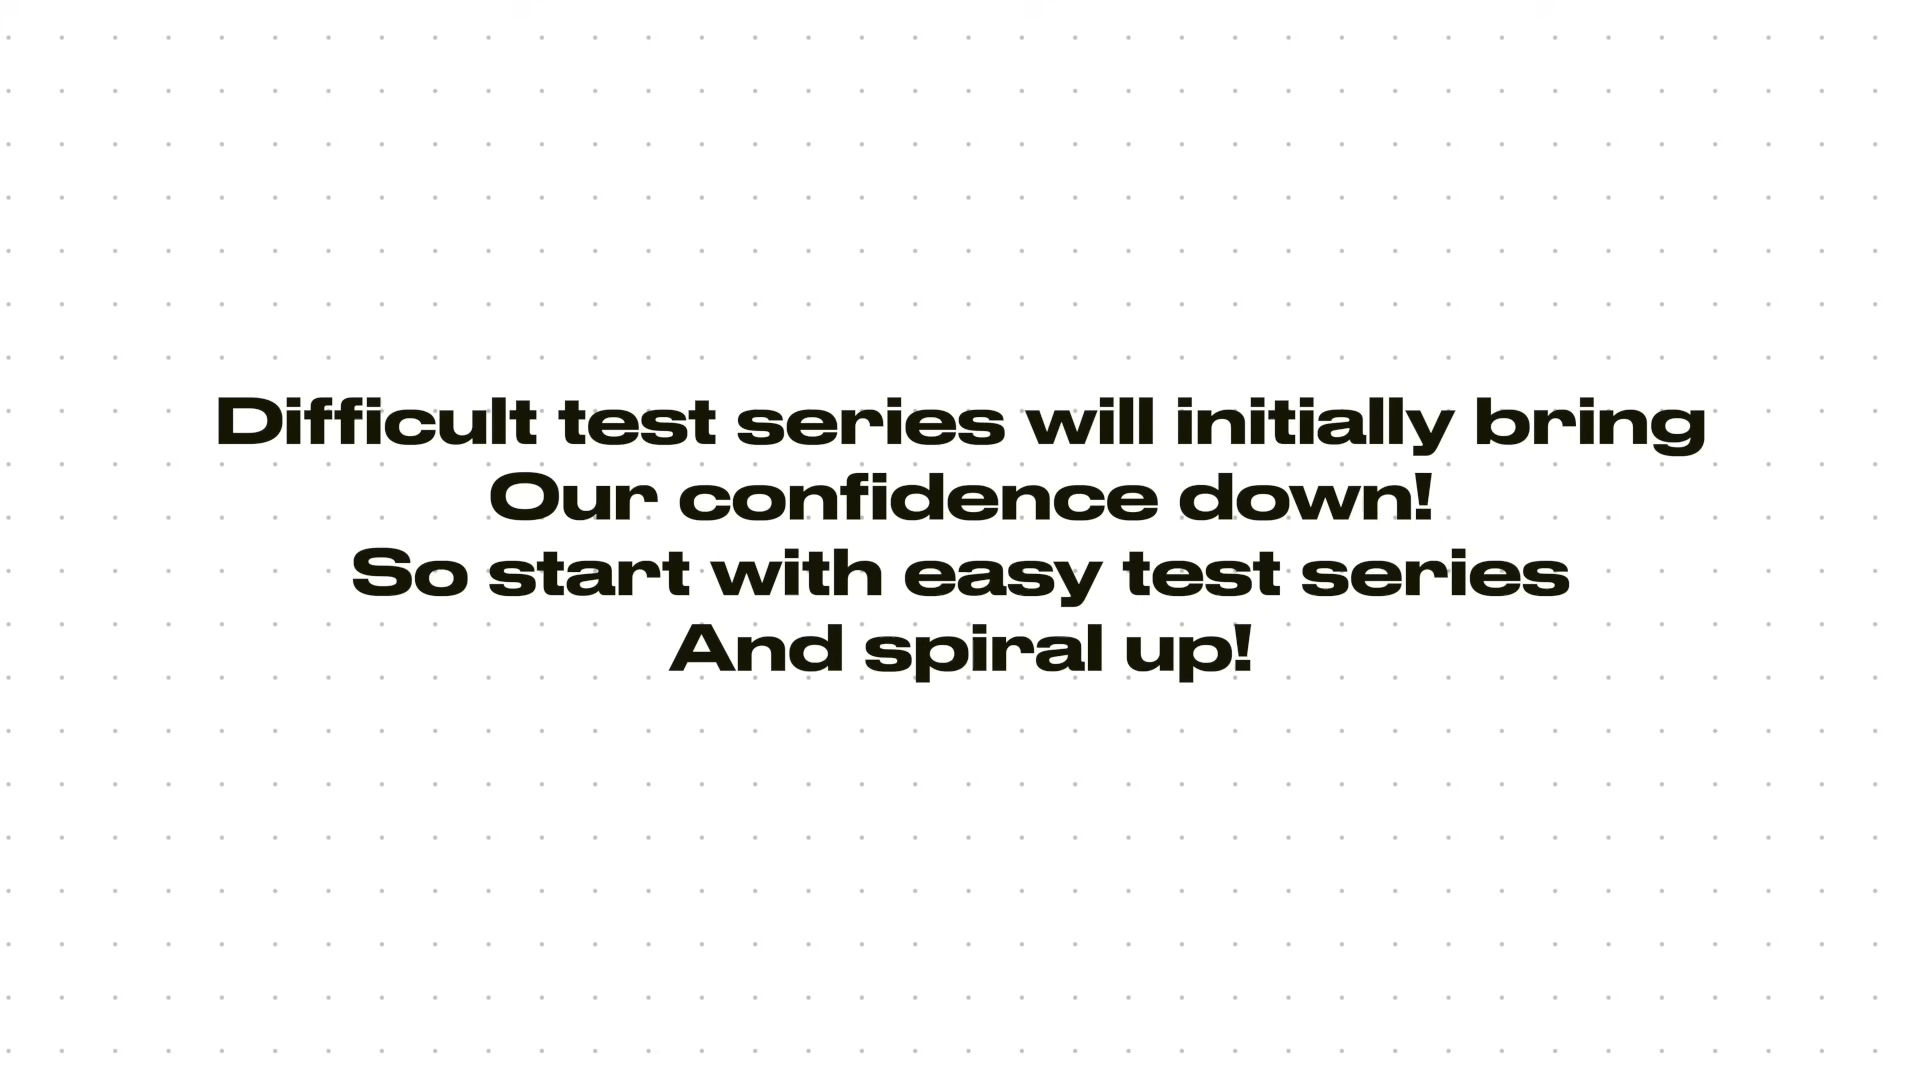 Difficult test series will initially bring
Our confidence down!
So start with easy test series
And spiral up!